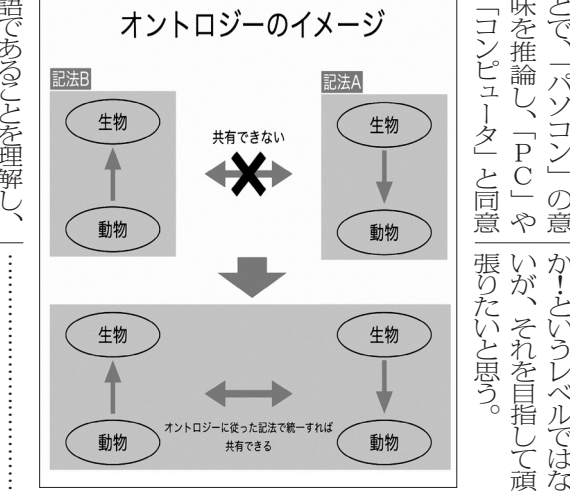 とで、「パソコン」の意
味を推論し、「PC」や
「コンピュータ」と同意
語であることを理解し、
か!というレベルではな
いが、それを目指して頑
張りたいと思う。
オントロジーのイメージ
記法B
生物
動物
共有できない
記法A
生物
動物
生物
動物
オントロジーに従った記法で統一すれば
共有できる
生物
動物